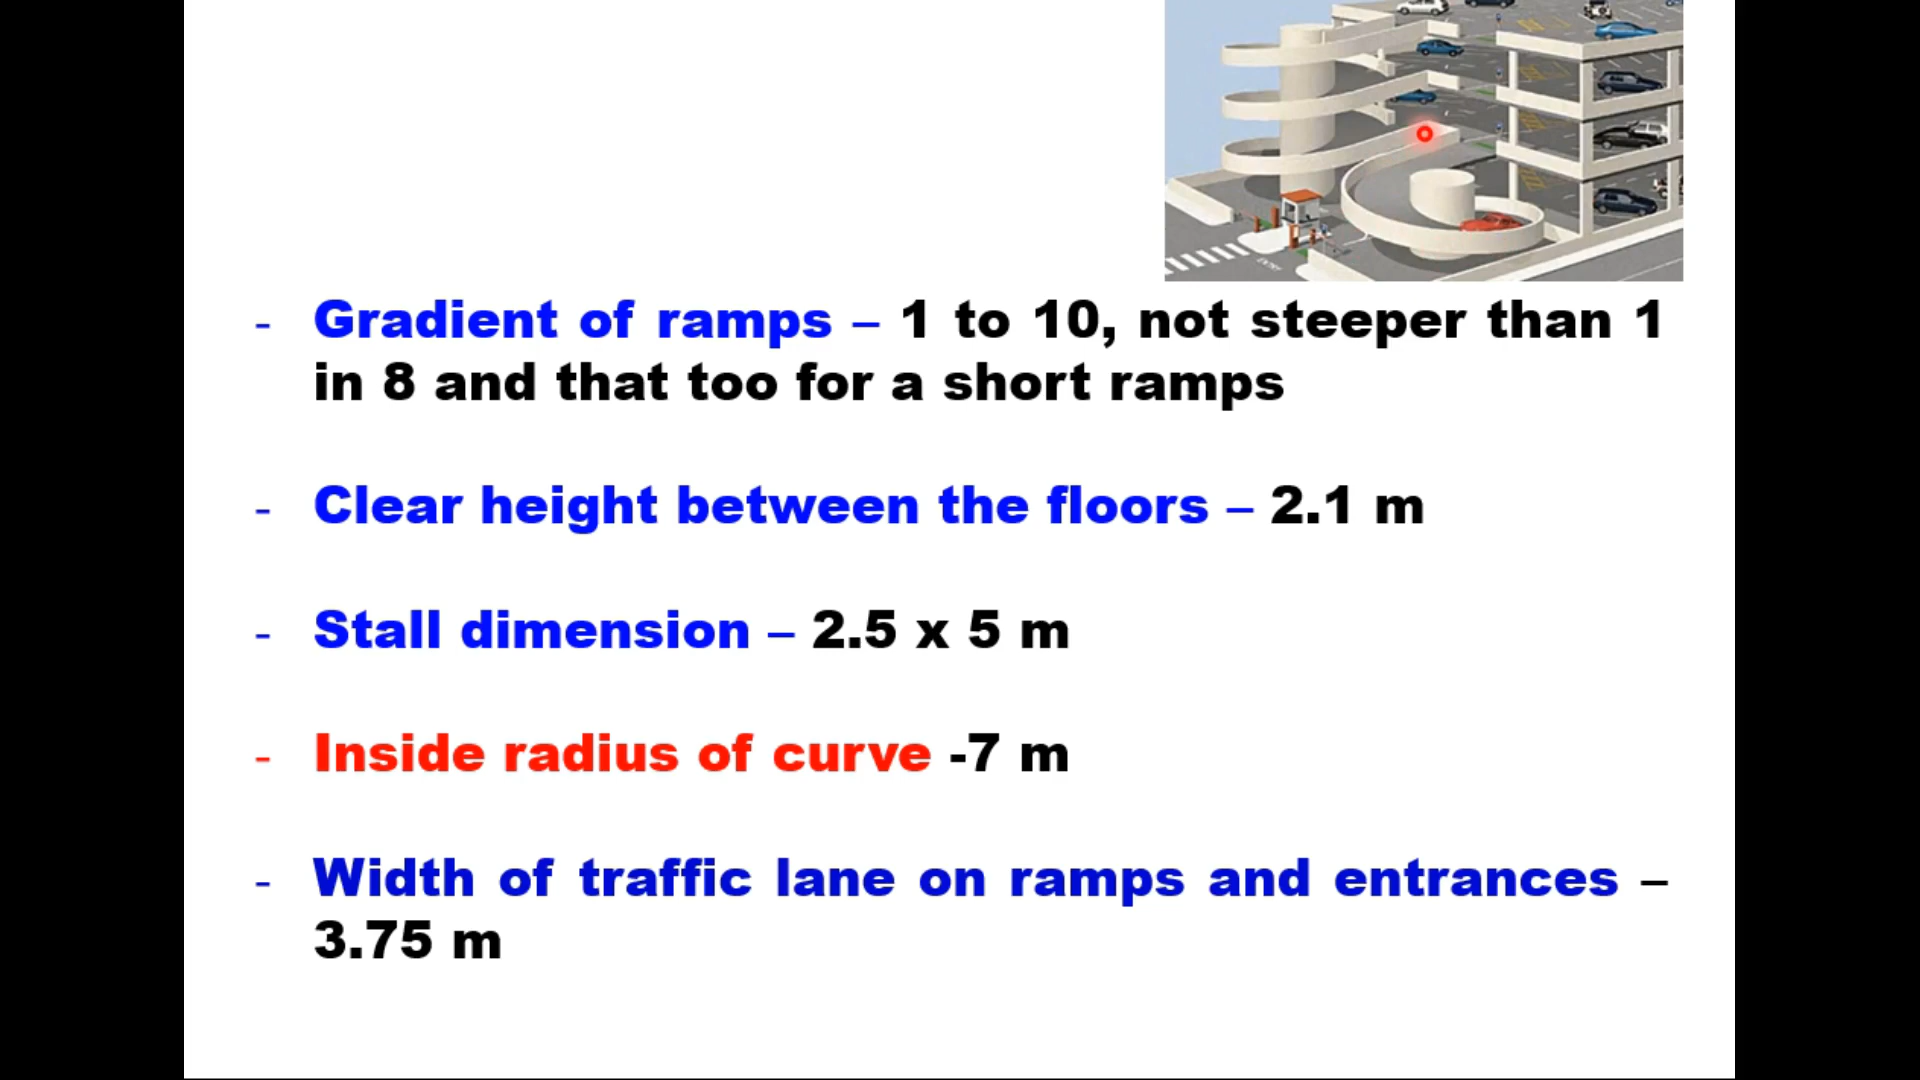 - Gradient of ramps – 1 to 10, not steeper than 1
in 8 and that too for a short ramps
- Clear height between the floors – 2.1 m
- Stall dimension – 2.5 x 5 m
- Inside radius of curve -7 m
- Width of traffic lane on ramps and entrances –
3.75 m